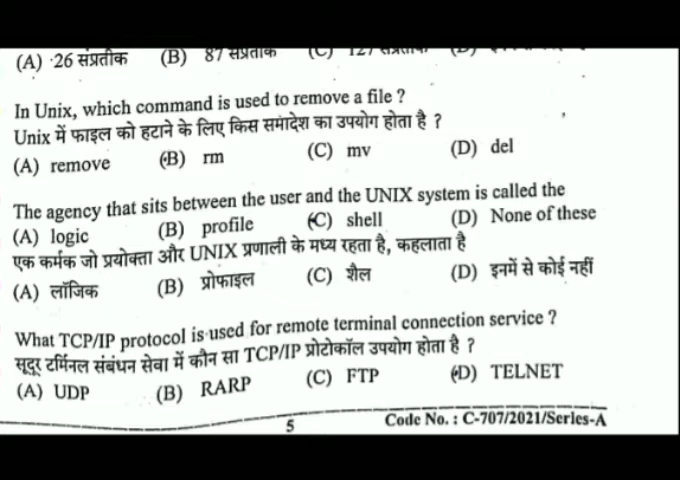 (A) 26 संप्रतीक (B) 87 संप्रतीक (C) 127 संप्रतीक (D)
In Unix, which command is used to remove a file ?
Unix में फाइल को हटाने के लिए किस समादेश का उपयोग होता है ?
(A) remove (B) rm (C) mv (D) del
The agency that sits between the user and the UNIX system is called the
(A) logic (B) profile (C) shell (D) None of these
एक कर्मक जो प्रयोक्ता और UNIX प्रणाली के मध्य रहता है, कहलाता है
(A) लॉजिक (B) प्रोफाइल (C) शैल (D) इनमें से कोई नहीं
What TCP/IP protocol is used for remote terminal connection service ?
सूदूर टर्मिनल संबंधन सेवा में कौन सा TCP/IP प्रोटोकॉल उपयोग होता है ?
(A) UDP (B) RARP (C) FTP (D) TELNET
5 Code No. : C-707/2021/Series-A